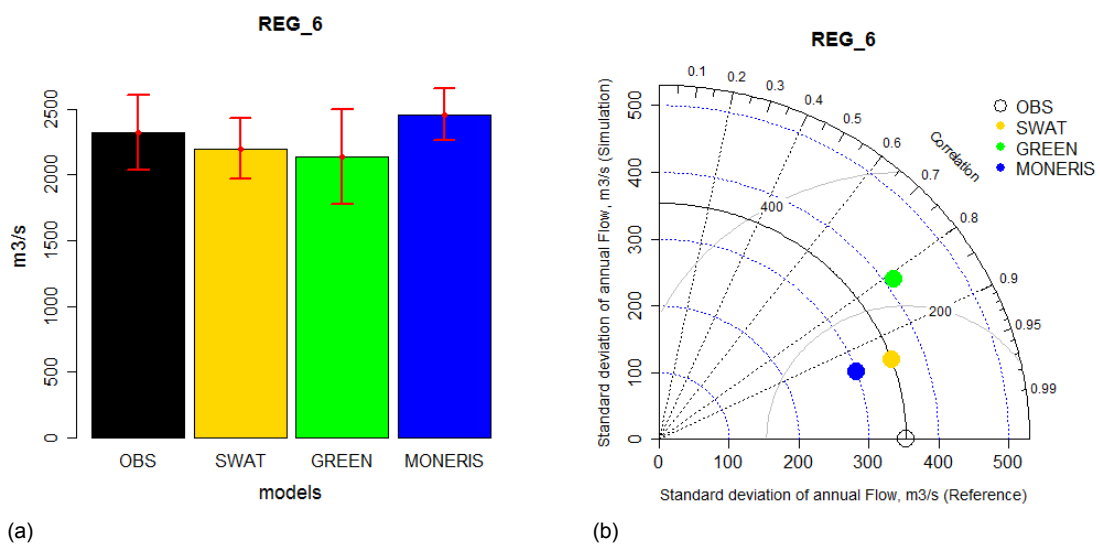 REG_6
m3/s
0
500
1000
1500
2000
2500
OBS SWAT GREEN MONERIS
models
(a)
REG_6
Standard deviation of annual Flow, m3/s (Simulation)
0
100
200
300
400
500
0 100 200 300 400 500
Standard deviation of annual Flow, m3/s (Reference)
0.1
0.2
0.3
0.4
0.5
0.6
0.7
0.8
0.9
0.95
0.99
Correlation
400
200
OBS
SWAT
GREEN
MONERIS
(b)